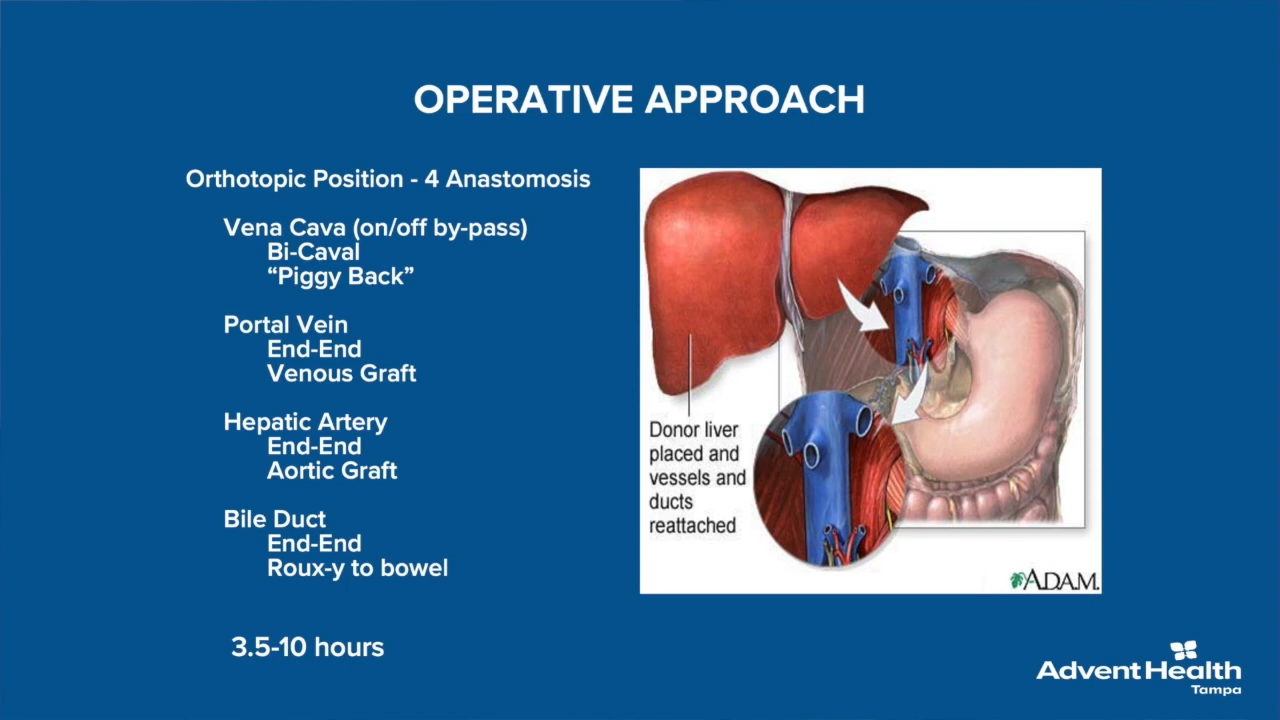 OPERATIVE APPROACH
Orthotopic Position - 4 Anastomosis
Vena Cava (on/off by-pass)
Bi-Caval
“Piggy Back”
Portal Vein
End-End
Venous Graft
Hepatic Artery
End-End
Aortic Graft
Bile Duct
End-End
Roux-y to bowel
3.5-10 hours
Donor liver
placed and
vessels and
ducts
reattached
A.D.A.M.
AdventHealth
Tampa